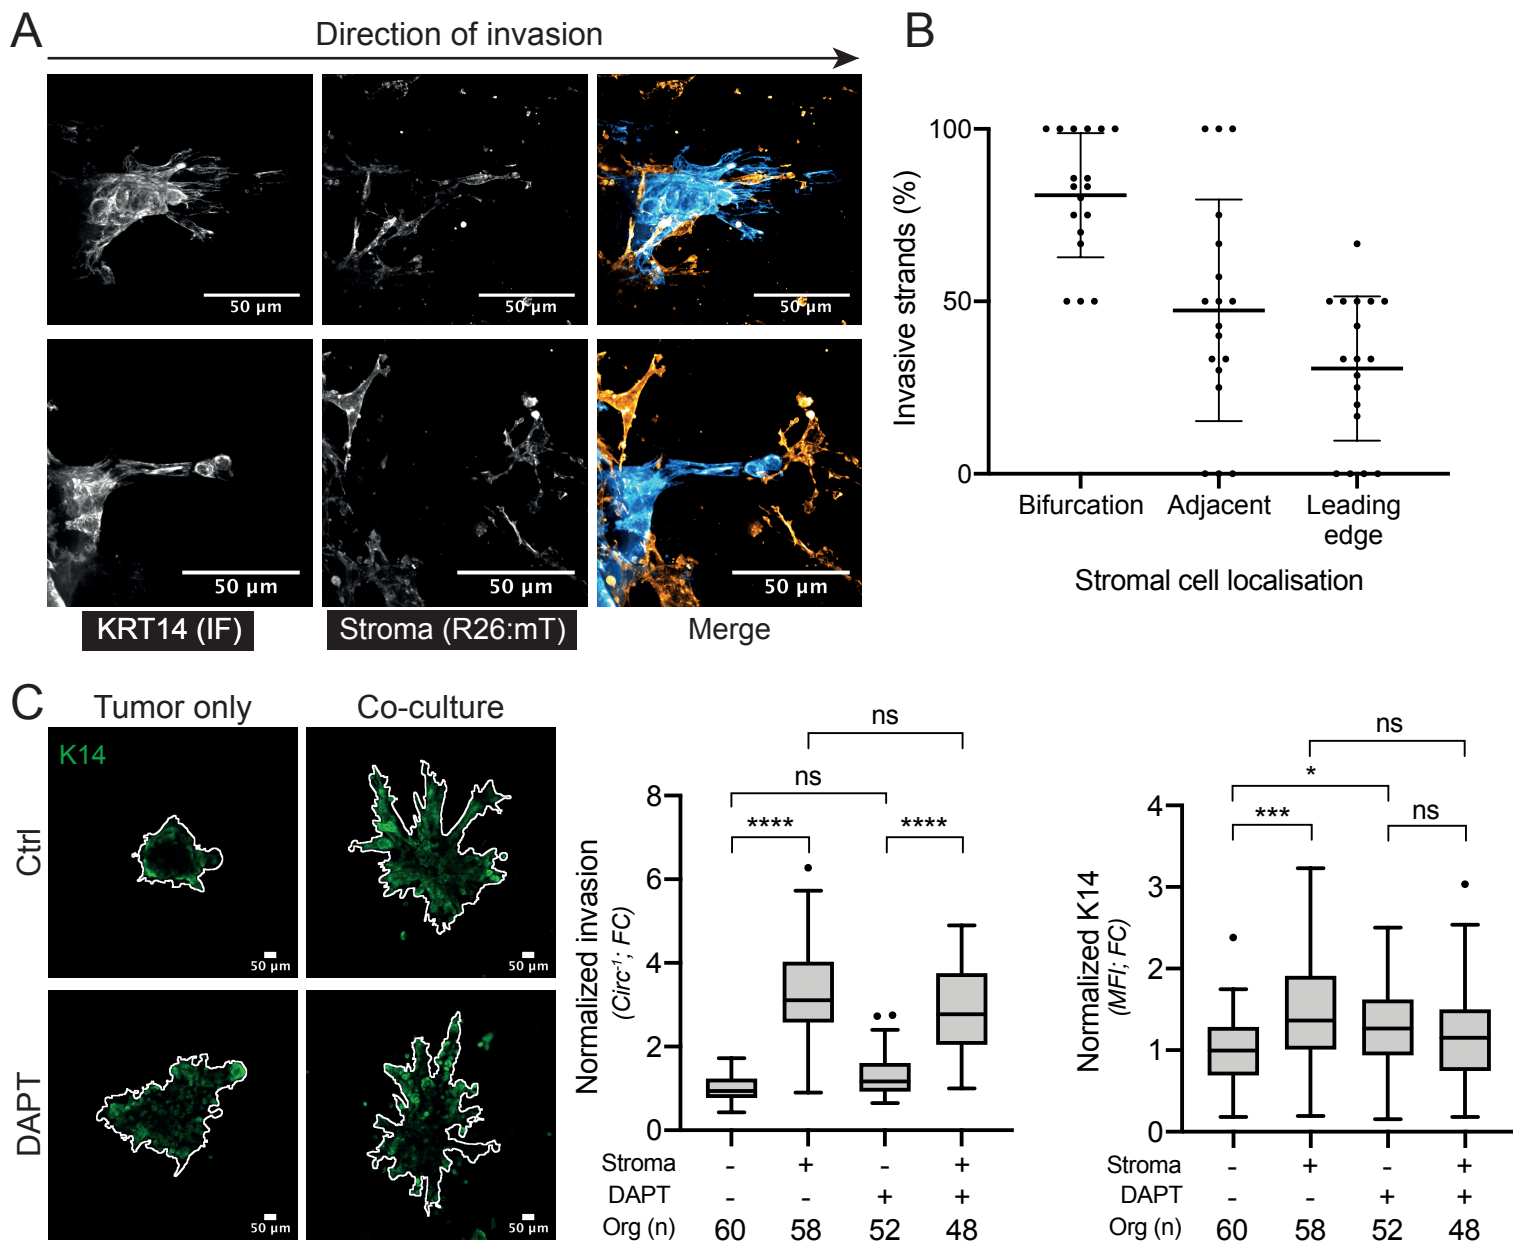 A
Direction of invasion
50 µm
50 µm
50 µm
50 µm
50 µm
50 µm
KRT14 (IF)
Stroma (R26:mT)
Merge
B
Invasive strands (%)
100
50
0
Bifurcation
Adjacent
Leading
edge
Stromal cell localisation
C
Tumor only
Co-culture
Ctrl
DAPT
K14
50 µm
50 µm
50 µm
50 µm
Normalized invasion
(Circ⁻¹; FC)
8
6
4
2
0
ns
ns
****
****
Stroma - + - +
DAPT - - + +
Org (n) 60 58 52 48
Normalized K14
(MFI; FC)
4
3
2
1
0
ns
*
***
ns
Stroma - + - +
DAPT - - + +
Org (n) 60 58 52 48